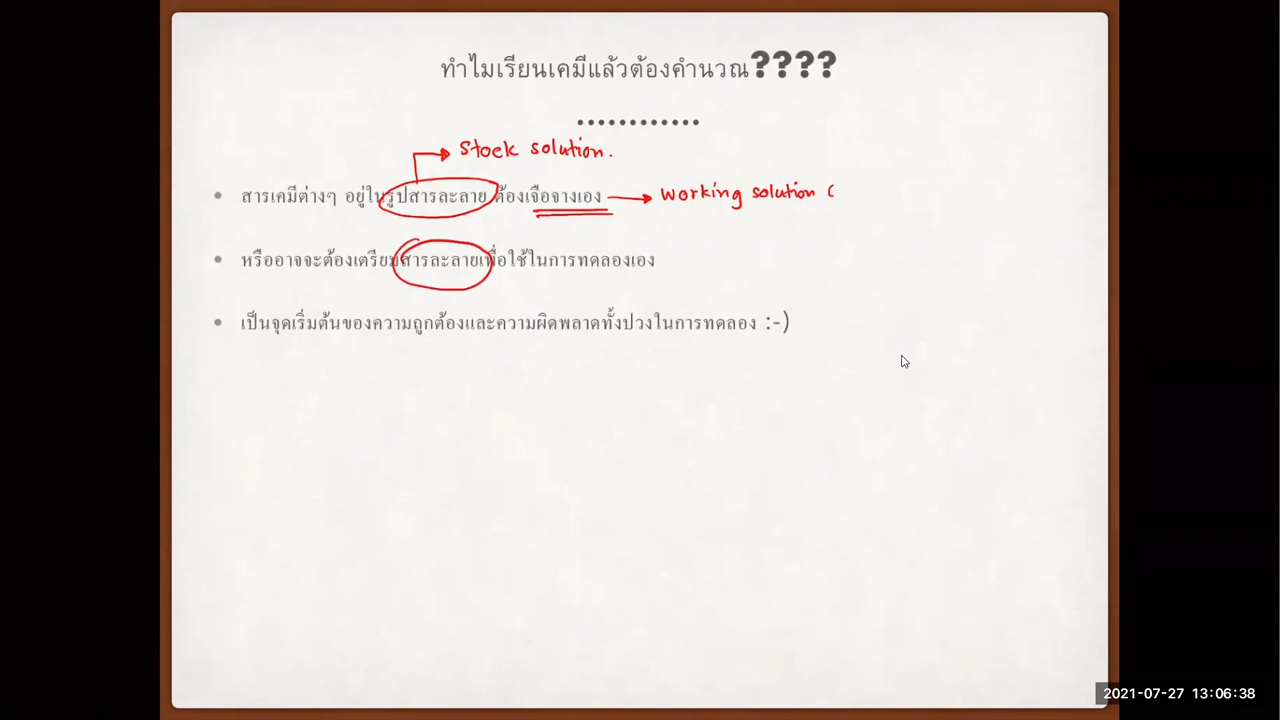 ทำไมเรียนเคมีแล้วต้องคำนวณ????
............
stock solution.
• สารเคมีต่างๆ อยู่ในรูปสารละลาย ต้องเจือจางเอง → working solution (
• หรืออาจจะต้องเตรียมสารละลายเพื่อใช้ในการทดลองเอง
• เป็นจุดเริ่มต้นของความถูกต้องและความผิดพลาดทั้งปวงในการทดลอง :-)
2021-07-27 13:06:38